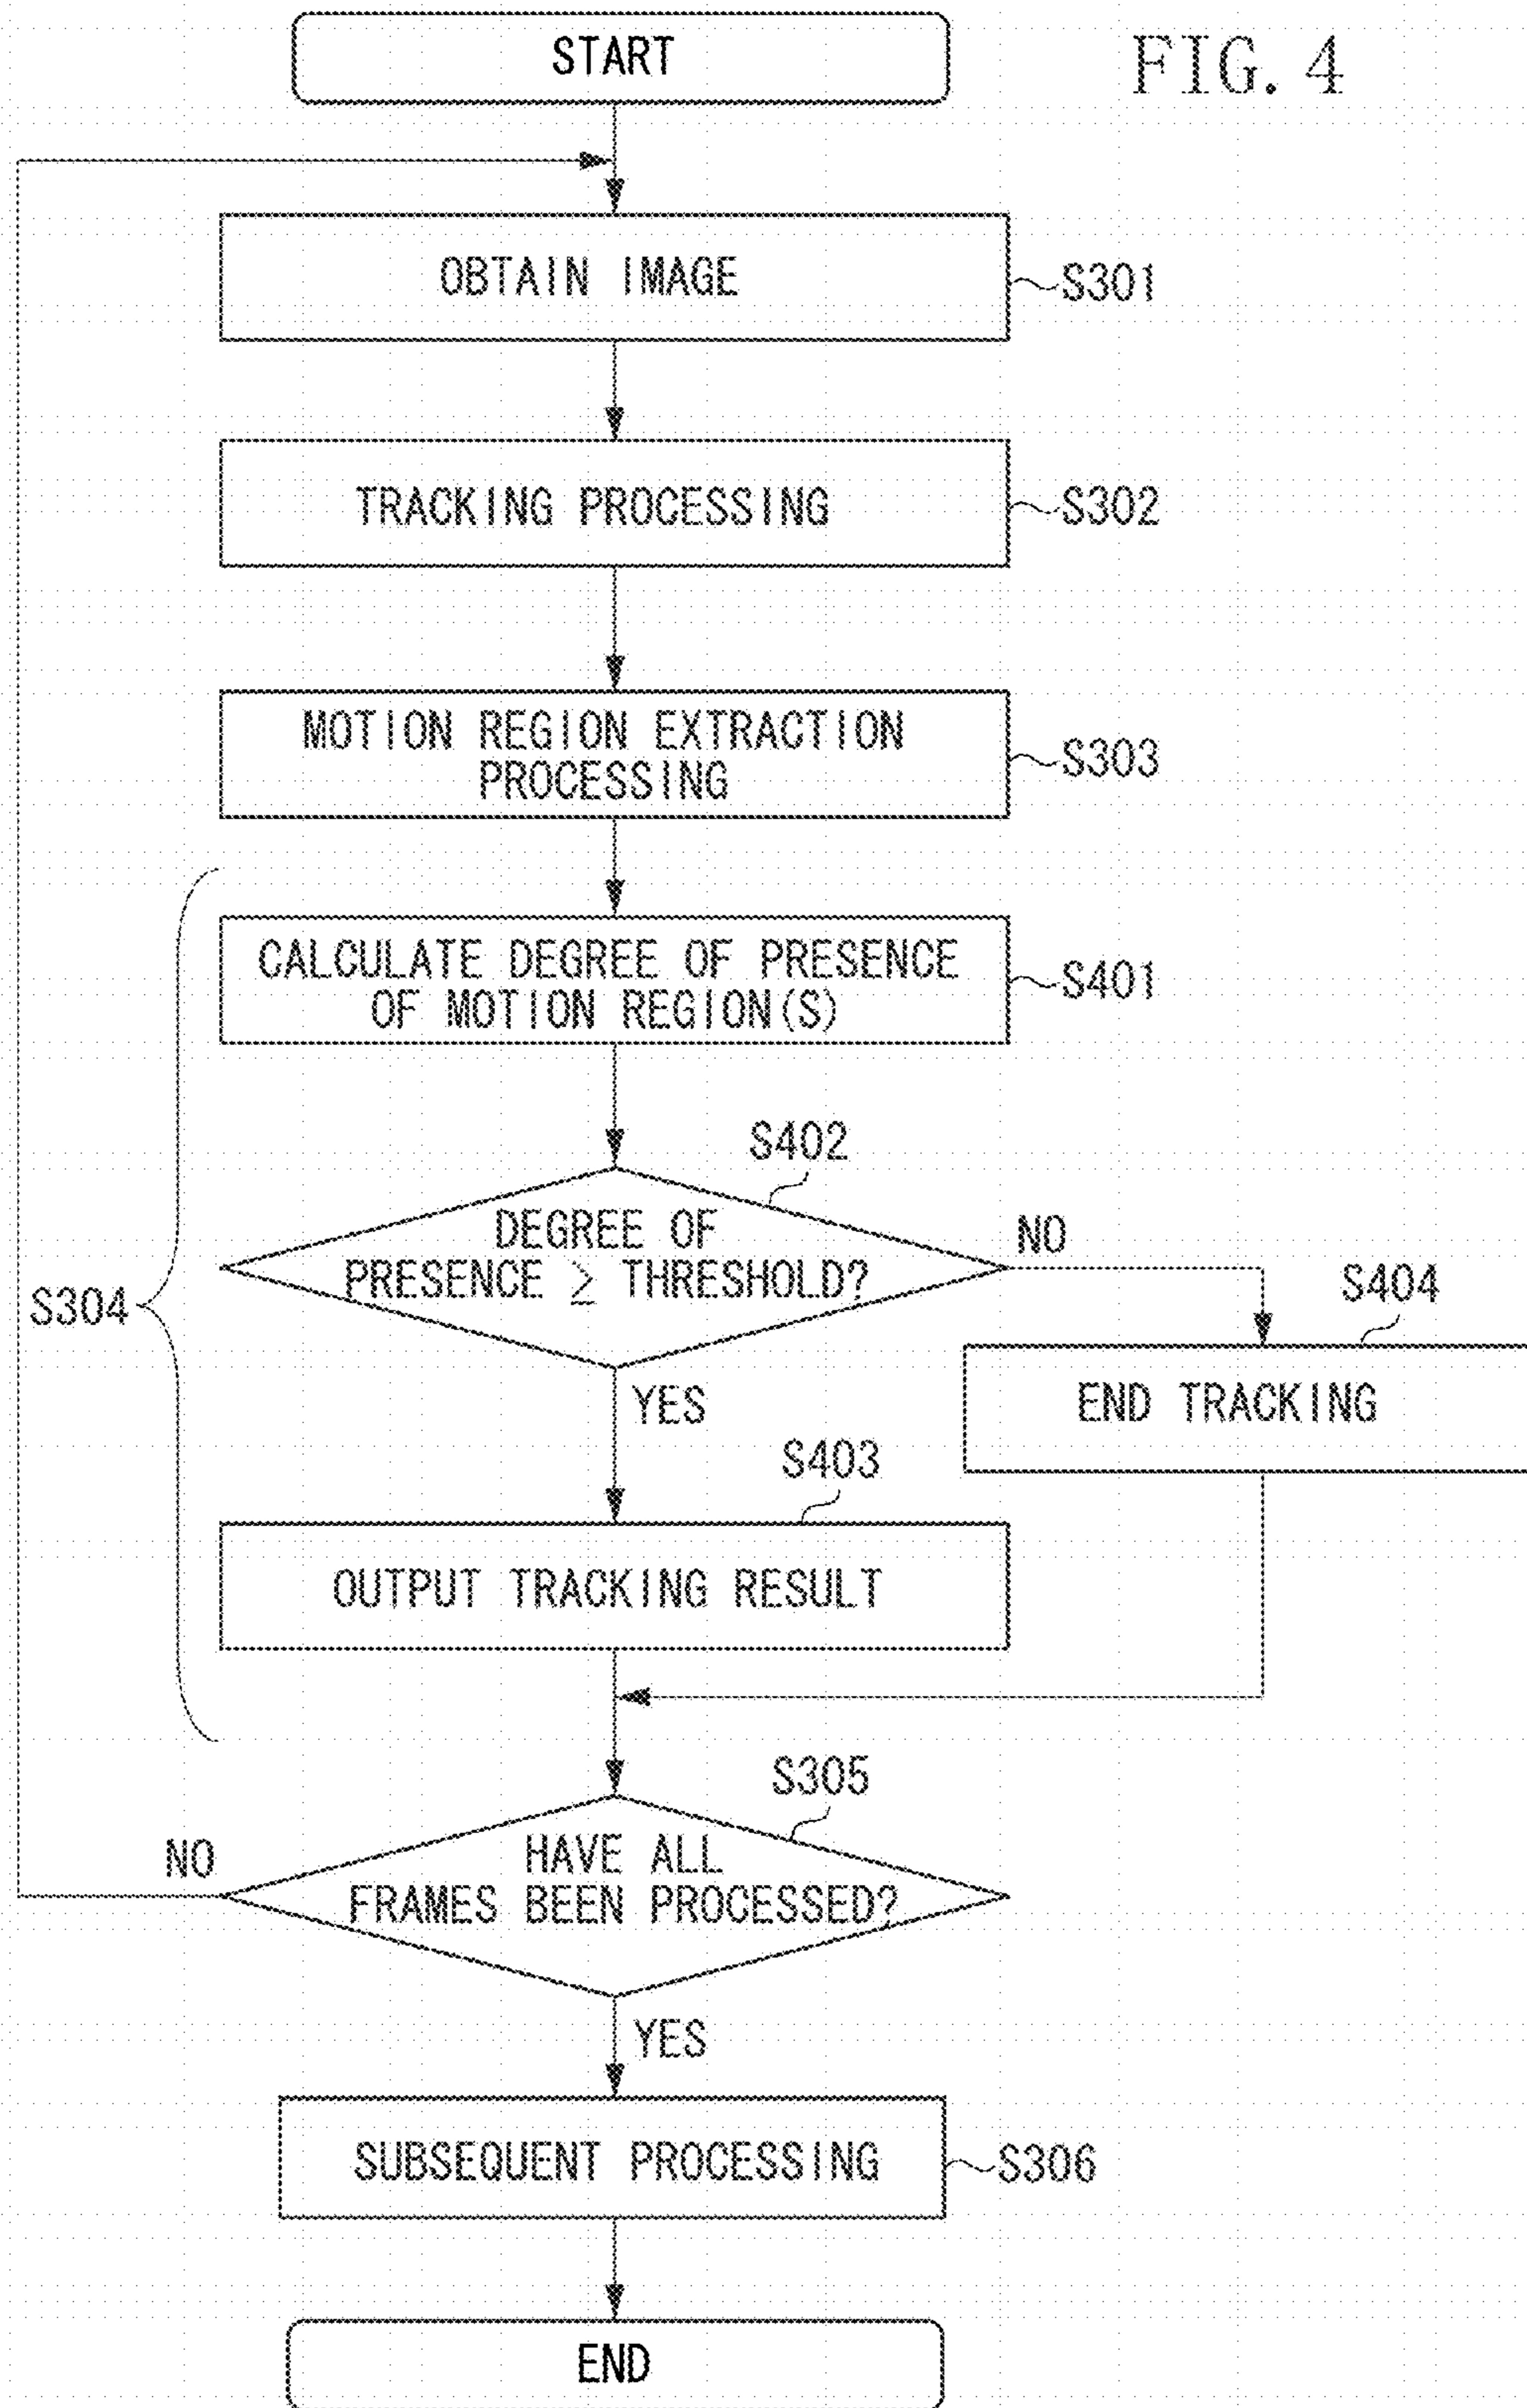 START
FIG. 4
OBTAIN IMAGE
S301
TRACKING PROCESSING
S302
MOTION REGION EXTRACTION
PROCESSING
S303
CALCULATE DEGREE OF PRESENCE
OF MOTION REGION(S)
S401
S402
DEGREE OF
PRESENCE ≥ THRESHOLD?
NO
S304
S404
END TRACKING
YES
S403
OUTPUT TRACKING RESULT
S305
HAVE ALL
FRAMES BEEN PROCESSED?
NO
YES
SUBSEQUENT PROCESSING
S306
END